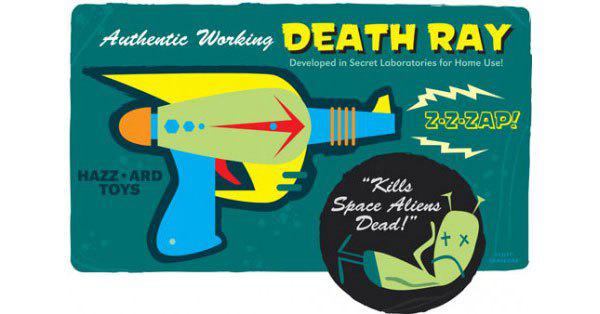 Authentic Working DEATH RAY
Developed in Secret Laboratories for Home Use!
Z-Z-ZAP!
HAZZ·ARD
TOYS
"Kills
Space Aliens
Dead!"